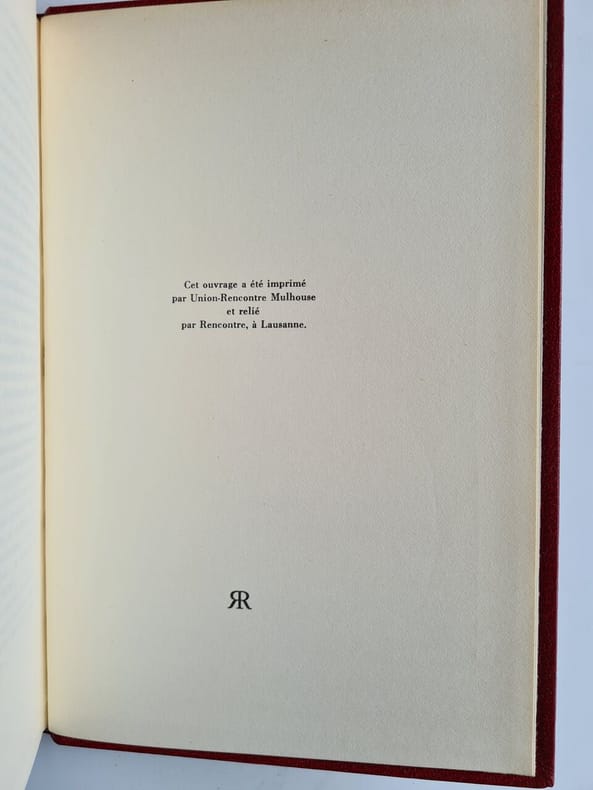 Cet ouvrage a été imprimé
par Union-Rencontre Mulhouse
et relié
par Rencontre, à Lausanne.
RR